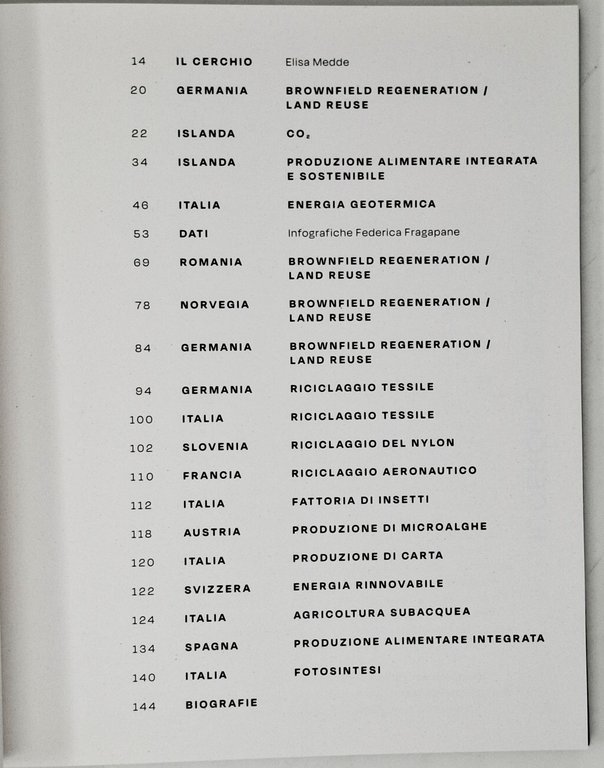 14 IL CERCHIO Elisa Medde
20 GERMANIA BROWNFIELD REGENERATION /
LAND REUSE
22 ISLANDA CO₂
34 ISLANDA PRODUZIONE ALIMENTARE INTEGRATA
E SOSTENIBILE
46 ITALIA ENERGIA GEOTERMICA
53 DATI Infografiche Federica Fragapane
69 ROMANIA BROWNFIELD REGENERATION /
LAND REUSE
78 NORVEGIA BROWNFIELD REGENERATION /
LAND REUSE
84 GERMANIA BROWNFIELD REGENERATION /
LAND REUSE
94 GERMANIA RICICLAGGIO TESSILE
100 ITALIA RICICLAGGIO TESSILE
102 SLOVENIA RICICLAGGIO DEL NYLON
110 FRANCIA RICICLAGGIO AERONAUTICO
112 ITALIA FATTORIA DI INSETTI
118 AUSTRIA PRODUZIONE DI MICROALGHE
120 ITALIA PRODUZIONE DI CARTA
122 SVIZZERA ENERGIA RINNOVABILE
124 ITALIA AGRICOLTURA SUBACQUEA
134 SPAGNA PRODUZIONE ALIMENTARE INTEGRATA
140 ITALIA FOTOSINTESI
144 BIOGRAFIE